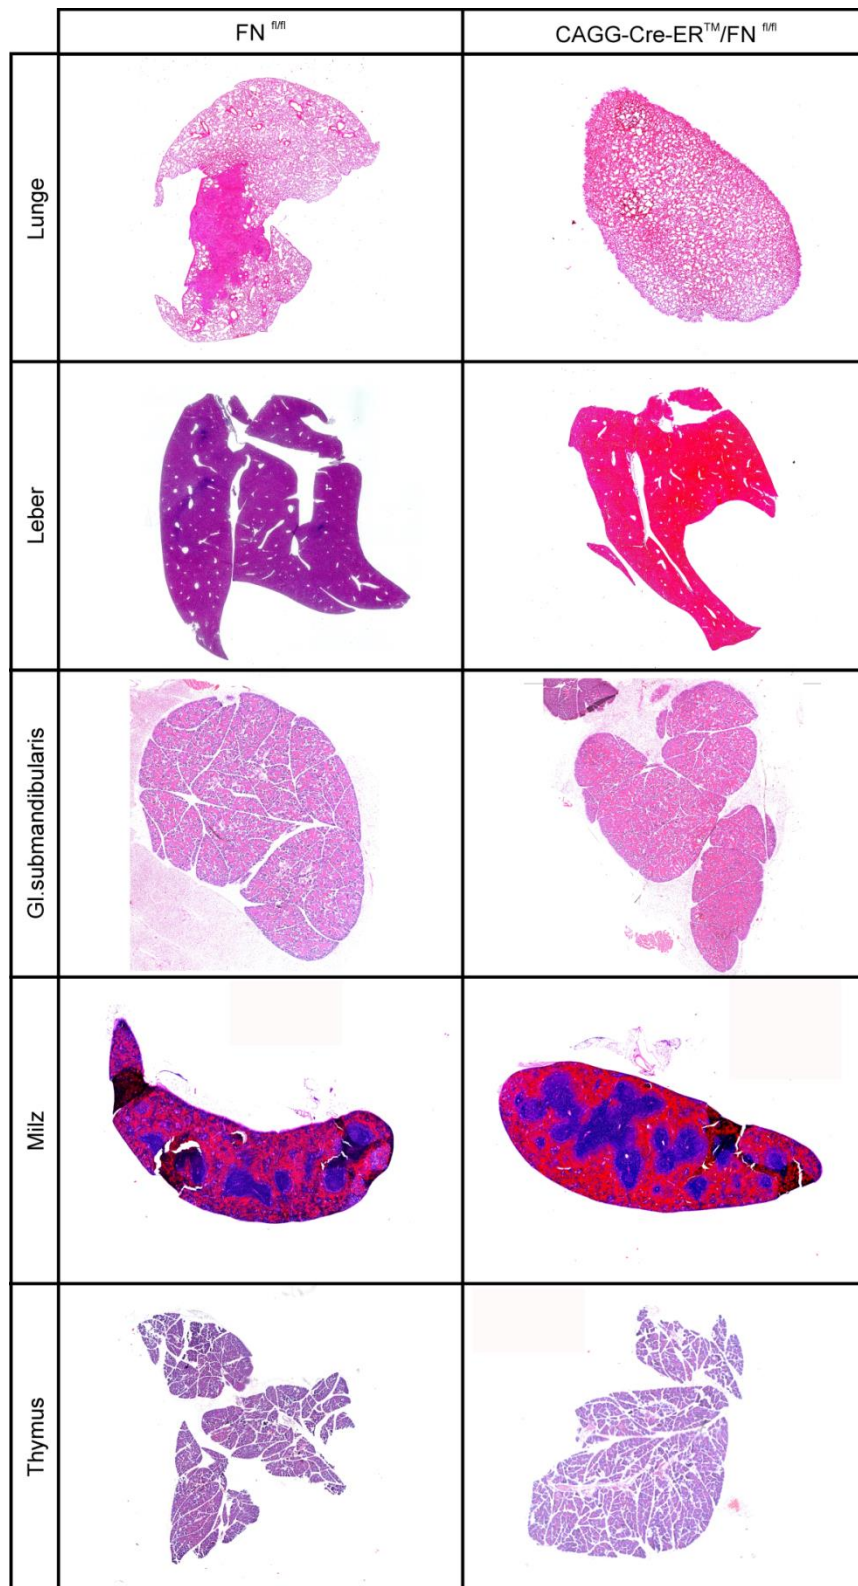 FN fl/fl
CAGG-Cre-ER™/FN fl/fl
Lunge
Leber
Gl.submandibularis
Milz
Thymus